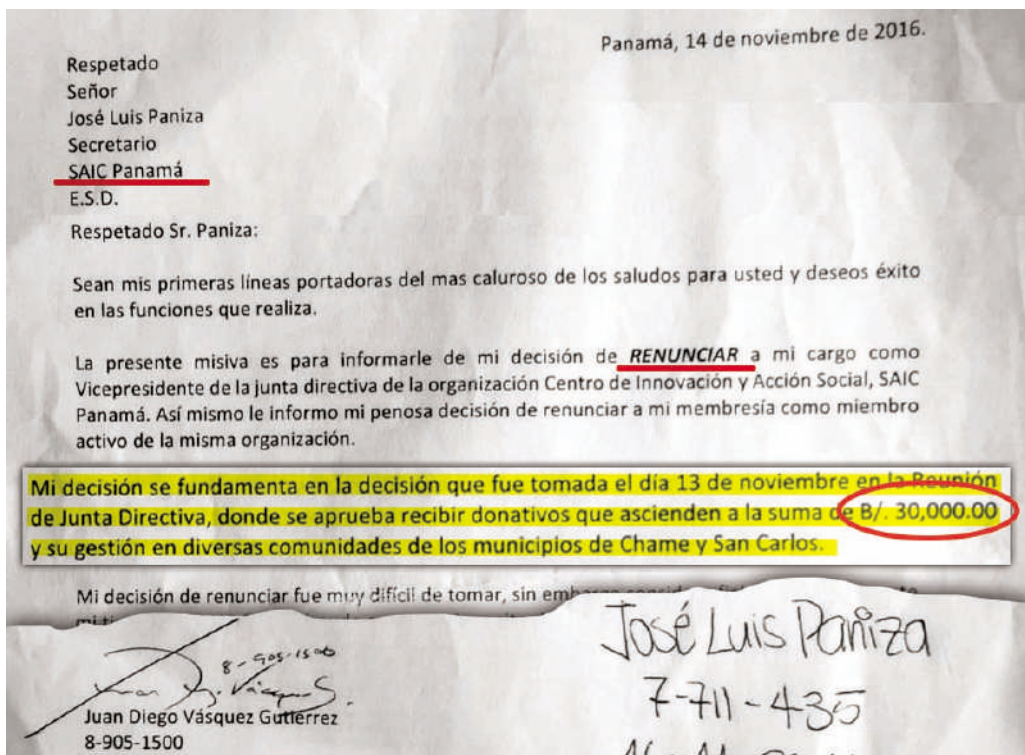 Panamá, 14 de noviembre de 2016.
Respetado
Señor
José Luis Paniza
Secretario
SAIC Panamá
E.S.D.
Respetado Sr. Paniza:
Sean mis primeras líneas portadoras del mas caluroso de los saludos para usted y deseos éxito
en las funciones que realiza.
La presente misiva es para informarle de mi decisión de RENUNCIAR a mi cargo como
Vicepresidente de la junta directiva de la organización Centro de Innovación y Acción Social, SAIC
Panamá. Así mismo le informo mi penosa decisión de renunciar a mi membresía como miembro
activo de la misma organización.
Mi decisión se fundamenta en la decisión que fue tomada el día 13 de noviembre en la Reunión
de Junta Directiva, donde se aprueba recibir donativos que ascienden a la suma de B/. 30,000.00
y su gestión en diversas comunidades de los municipios de Chame y San Carlos.
Mi decisión de renunciar fue muy difícil de tomar, sin
8-905-1500
Juan D. Vásquez G.
Juan Diego Vásquez Gutiérrez
8-905-1500
José Luis Paniza
7-711-435